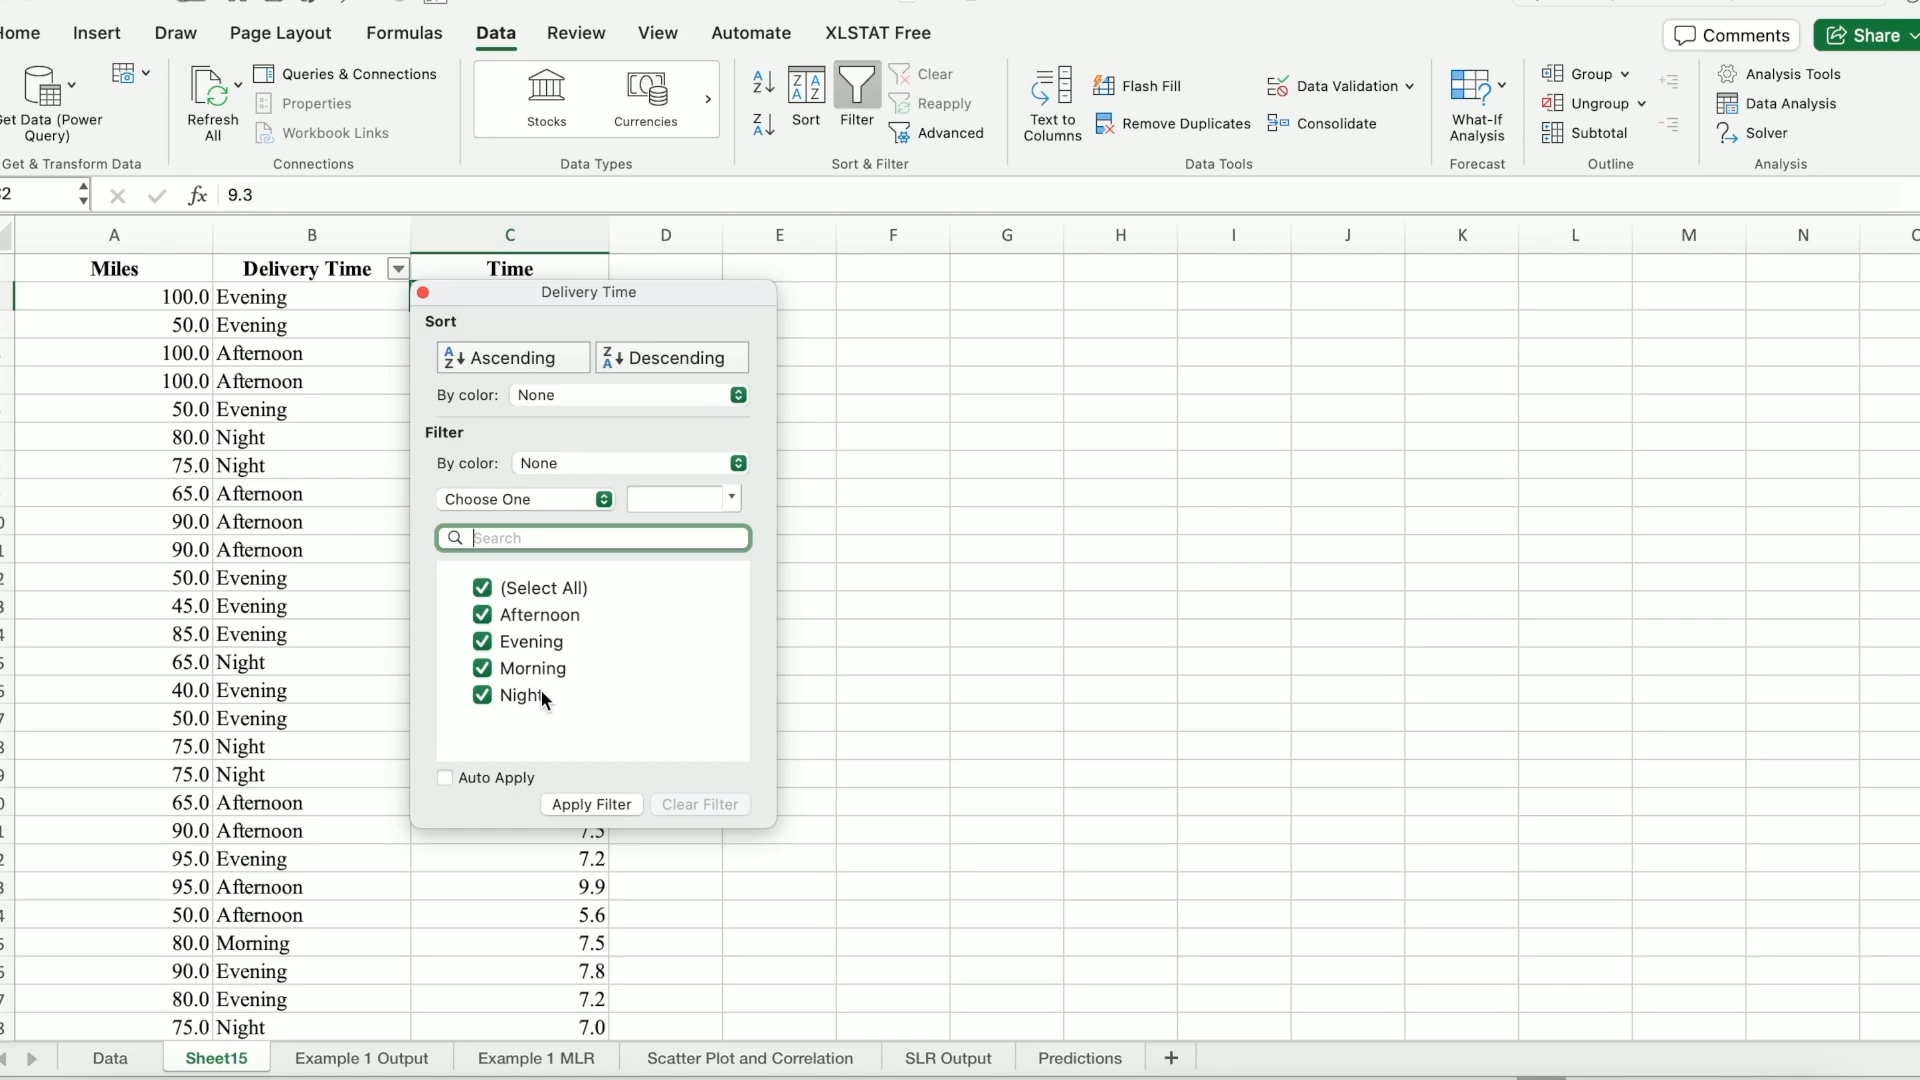 Insert Draw Page Layout Formulas Data Review View Automate XLSTAT Free Comments Share
Get Data (Power Query)
Refresh All
Queries & Connections
Properties
Workbook Links
Stocks
Currencies
Sort
Filter
Clear
Reapply
Advanced
Text to Columns
Flash Fill
Remove Duplicates
Data Validation
Consolidate
What-If Analysis
Group
Ungroup
Subtotal
Analysis Tools
Data Analysis
Solver
Get & Transform Data Connections Data Types Sort & Filter Data Tools Forecast Outline Analysis
fx 9.3
A B C D E F G H I J K L M N
Miles Delivery Time Time
100.0 Evening
50.0 Evening
100.0 Afternoon
100.0 Afternoon
50.0 Evening
80.0 Night
75.0 Night
65.0 Afternoon
90.0 Afternoon
90.0 Afternoon
50.0 Evening
45.0 Evening
85.0 Evening
65.0 Night
40.0 Evening
50.0 Evening
75.0 Night
75.0 Night
65.0 Afternoon
90.0 Afternoon
95.0 Evening 7.2
95.0 Afternoon 9.9
50.0 Afternoon 5.6
80.0 Morning 7.5
90.0 Evening 7.8
80.0 Evening 7.2
75.0 Night 7.0
Delivery Time
Sort
Ascending Descending
By color: None
Filter
By color: None
Choose One
Search
(Select All)
Afternoon
Evening
Morning
Night
Auto Apply
Apply Filter Clear Filter
Data Sheet15 Example 1 Output Example 1 MLR Scatter Plot and Correlation SLR Output Predictions +